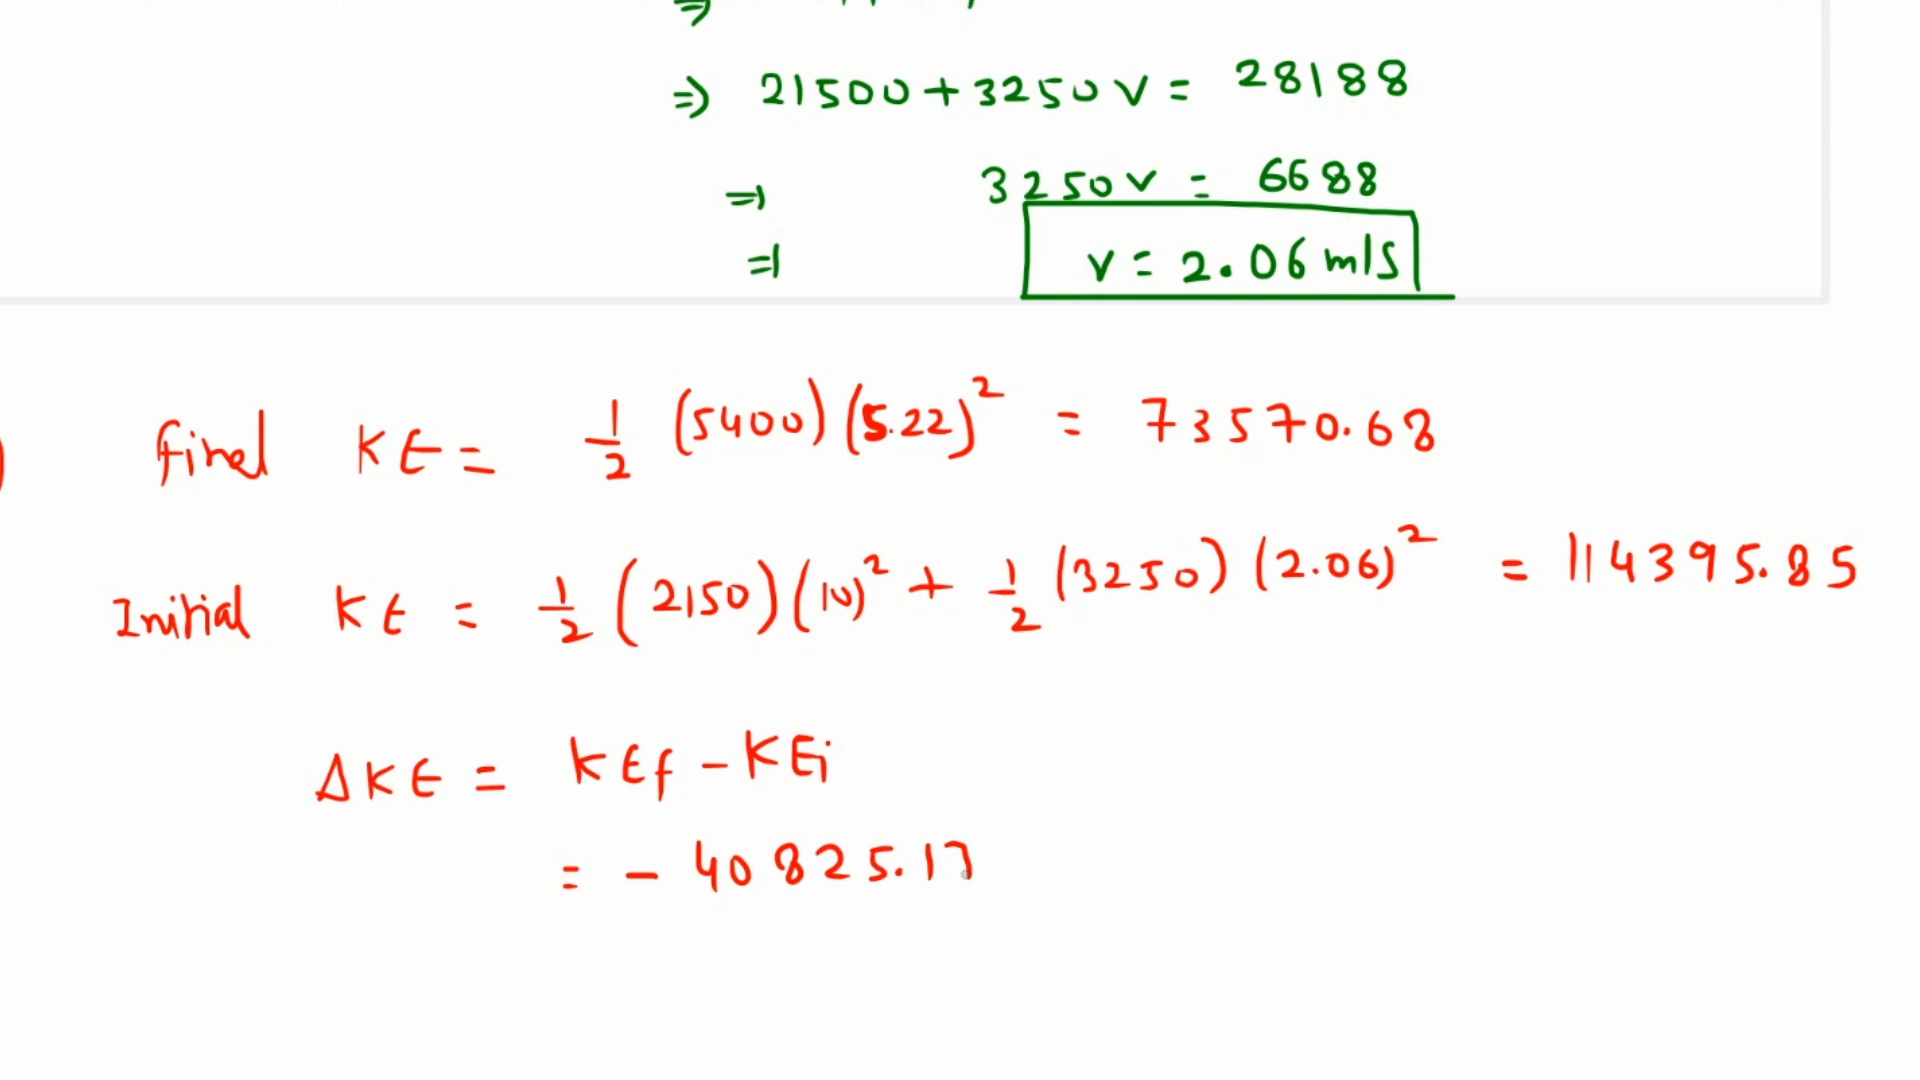 ⇒
⇒ 21500 + 3250 V = 28188
⇒ 3250 V = 6688
⇒ V = 2.06 m/s
)
final KE = 1/2 (5400) (5.22)² = 73570.68
Initial KE = 1/2 (2150) (10)² + 1/2 (3250) (2.06)² = 114395.85
ΔKE = KEf - KEi
= - 40825.17